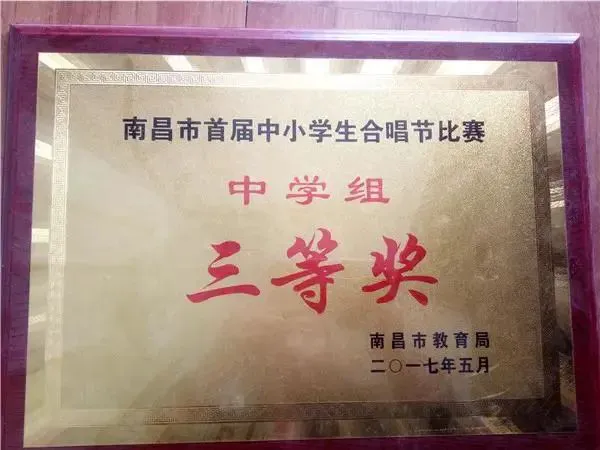 南昌市首届中小学生合唱节比赛
中学组
三等奖
南昌市教育局
二〇一七年五月